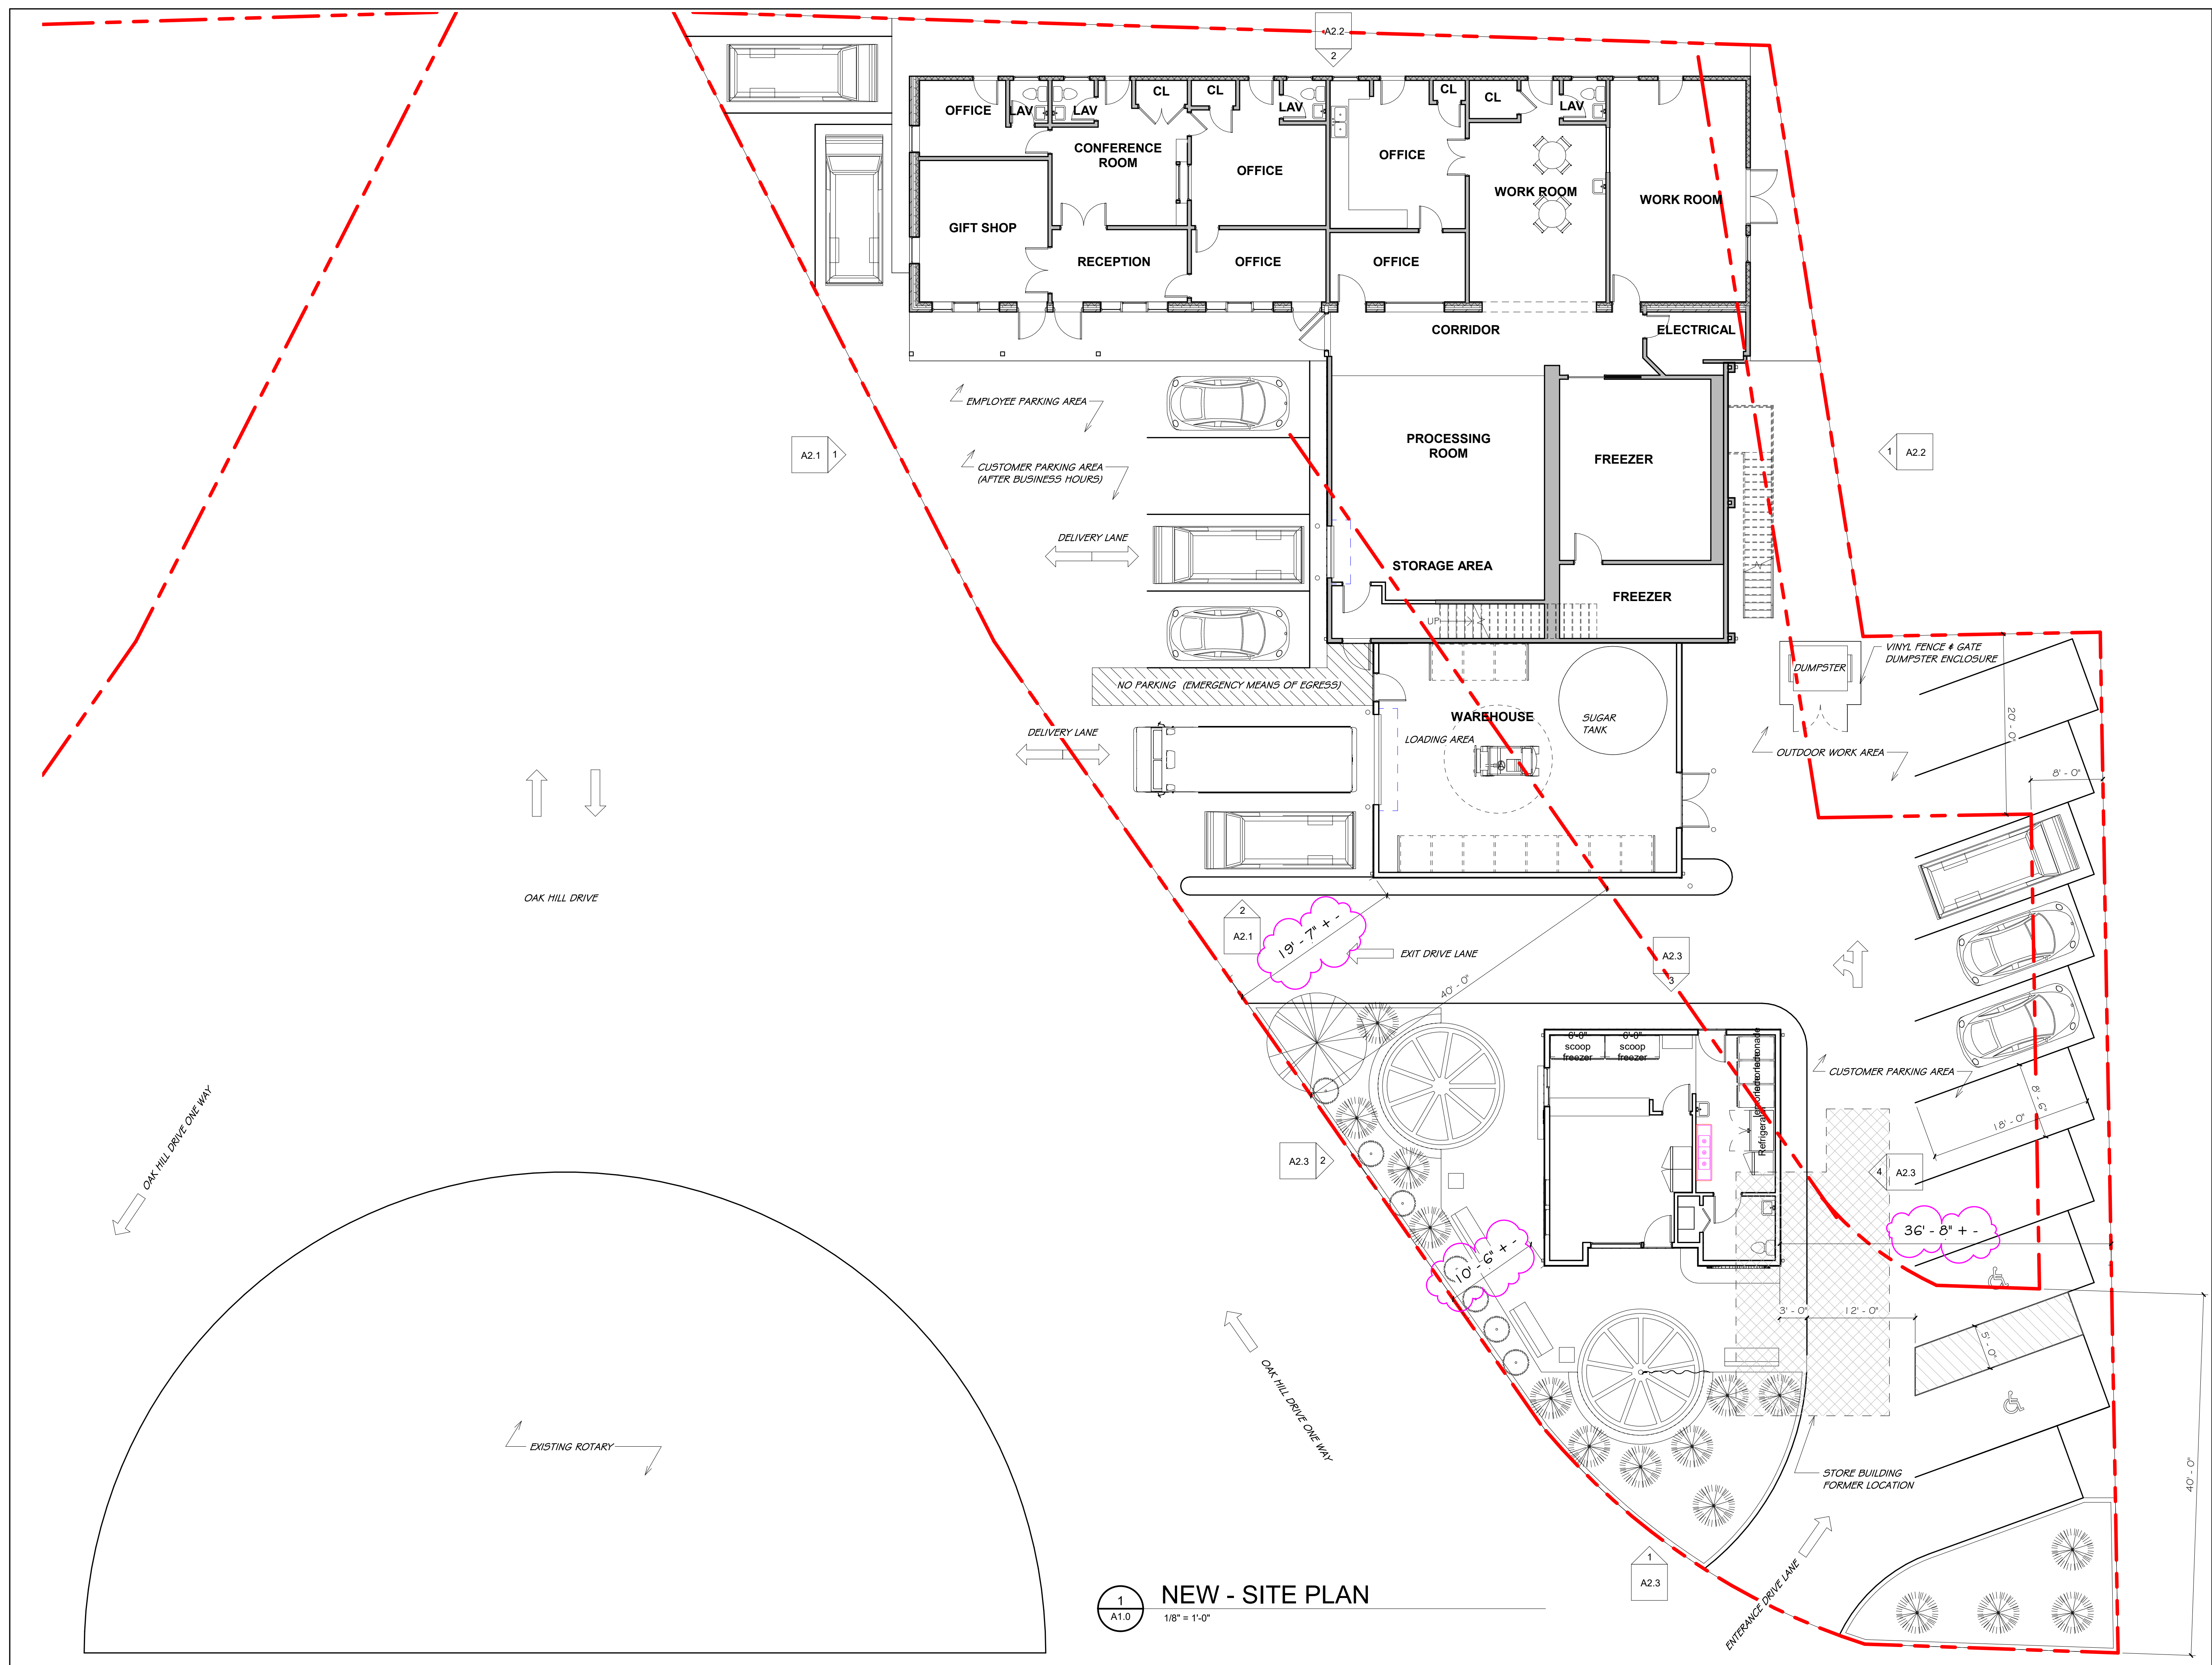 A2.2
2
OFFICE
LAV
LAV
CL
CL
LAV
CL
CL
LAV
CONFERENCE
ROOM
OFFICE
OFFICE
WORK ROOM
WORK ROOM
GIFT SHOP
RECEPTION
OFFICE
OFFICE
CORRIDOR
ELECTRICAL
EMPLOYEE PARKING AREA
A2.1
1
CUSTOMER PARKING AREA
(AFTER BUSINESS HOURS)
PROCESSING
ROOM
FREEZER
1
A2.2
DELIVERY LANE
STORAGE AREA
FREEZER
UP
NO PARKING (EMERGENCY MEANS OF EGRESS)
VINYL FENCE & GATE
DUMPSTER ENCLOSURE
DUMPSTER
20' - 0"
WAREHOUSE
SUGAR
TANK
LOADING AREA
DELIVERY LANE
OUTDOOR WORK AREA
8' - 0"
OAK HILL DRIVE
2
A2.1
19' - 7" + -
EXIT DRIVE LANE
40' - 0"
A2.3
3
6'-0"
scoop
freezer
6'-0"
scoop
freezer
lemonade
Refrigerat
CUSTOMER PARKING AREA
8' - 6"
18' - 0"
A2.3
2
4
A2.3
OAK HILL DRIVE ONE WAY
36' - 8" + -
10' - 6" + -
3' - 0"
12' - 0"
5' - 0"
OAK HILL DRIVE ONE WAY
EXISTING ROTARY
STORE BUILDING
FORMER LOCATION
40' - 0"
1
A2.3
ENTERANCE DRIVE LANE
1
A1.0
NEW - SITE PLAN
1/8" = 1'-0"